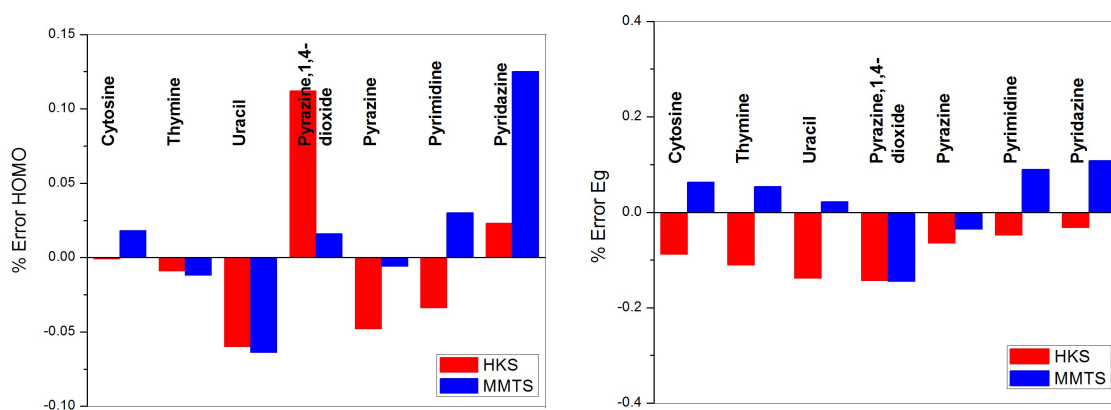 0.15
0.10
0.05
0.00
-0.05
-0.10
% Error HOMO
Cytosine
Thymine
Uracil
Pyrazine,1,4-
dioxide
Pyrazine
Pyrimidine
Pyridazine
HKS
MMTS
0.4
0.2
0.0
-0.2
-0.4
% Error Eg
Cytosine
Thymine
Uracil
Pyrazine,1,4-
dioxide
Pyrazine
Pyrimidine
Pyridazine
HKS
MMTS